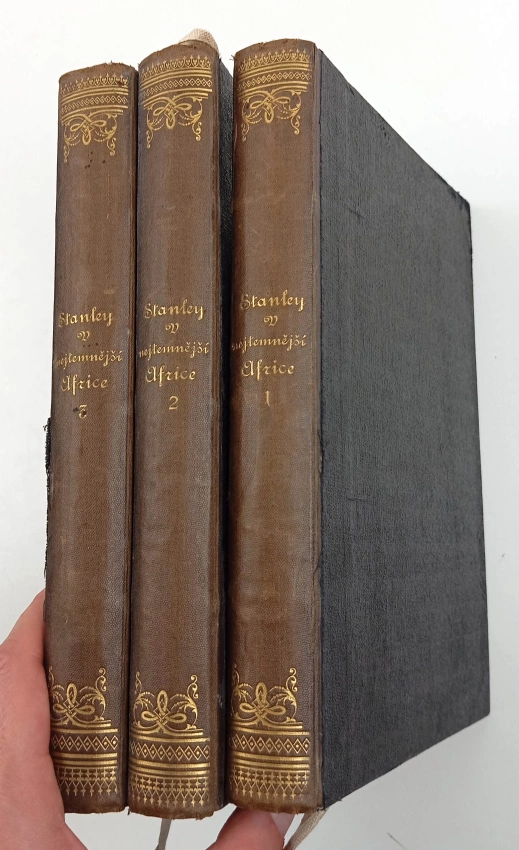 Stanley
v
nejtemnější
Africe
3
Stanley
v
nejtemnější
Africe
2
Stanley
v
nejtemnější
Africe
1